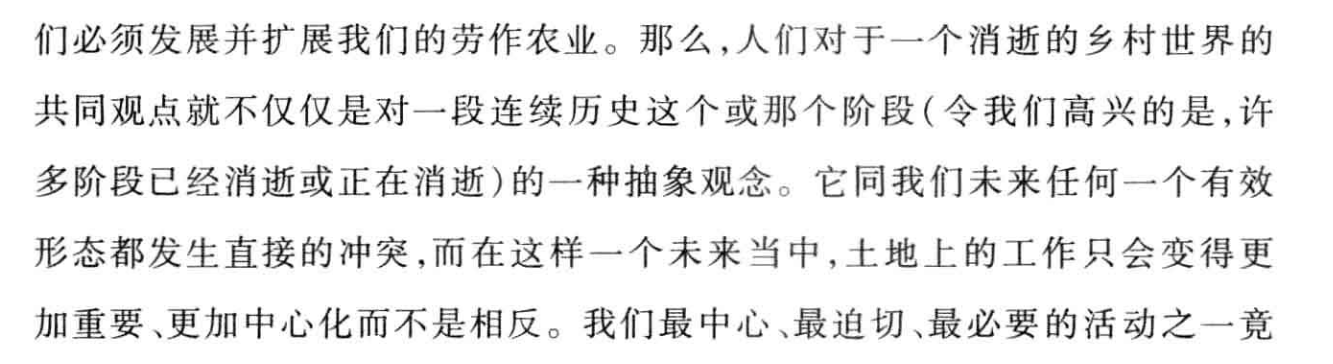 们必须发展并扩展我们的劳作农业。那么,人们对于一个消逝的乡村世界的
共同观点就不仅仅是对一段连续历史这个或那个阶段(令我们高兴的是,许
多阶段已经消逝或正在消逝)的一种抽象观念。它同我们未来任何一个有效
形态都发生直接的冲突,而在这样一个未来当中,土地上的工作只会变得更
加重要、更加中心化而不是相反。我们最中心、最迫切、最必要的活动之一竟